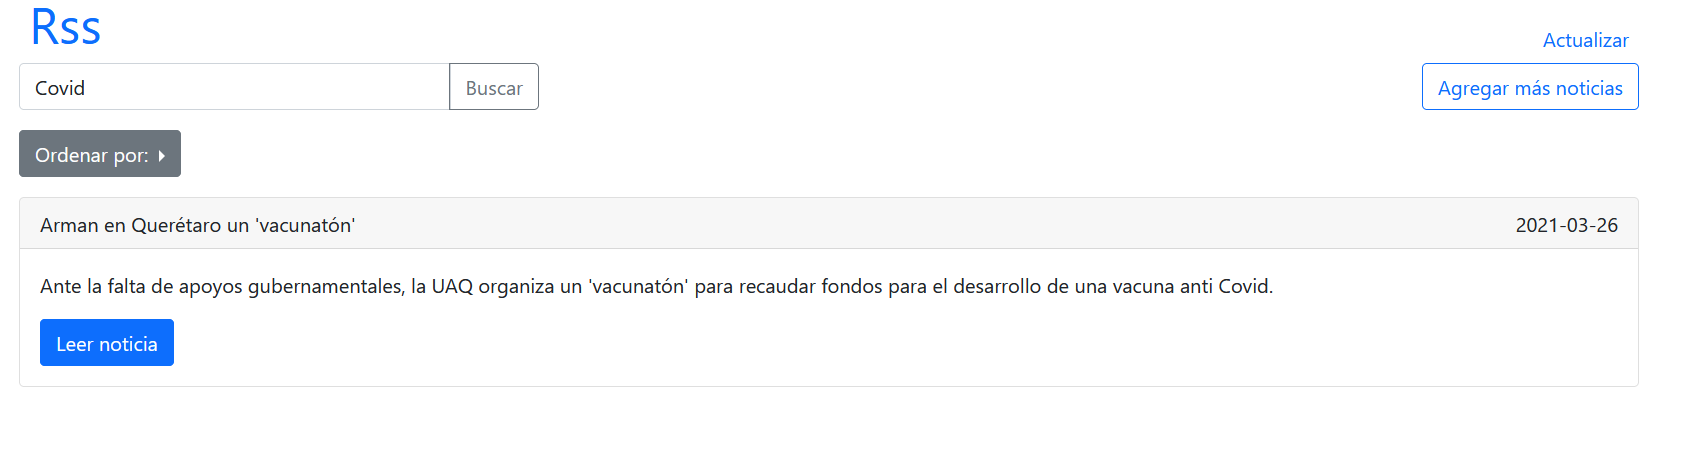 Rss
Actualizar
Covid
Buscar
Agregar más noticias
Ordenar por:
Arman en Querétaro un 'vacunatón'
2021-03-26
Ante la falta de apoyos gubernamentales, la UAQ organiza un 'vacunatón' para recaudar fondos para el desarrollo de una vacuna anti Covid.
Leer noticia